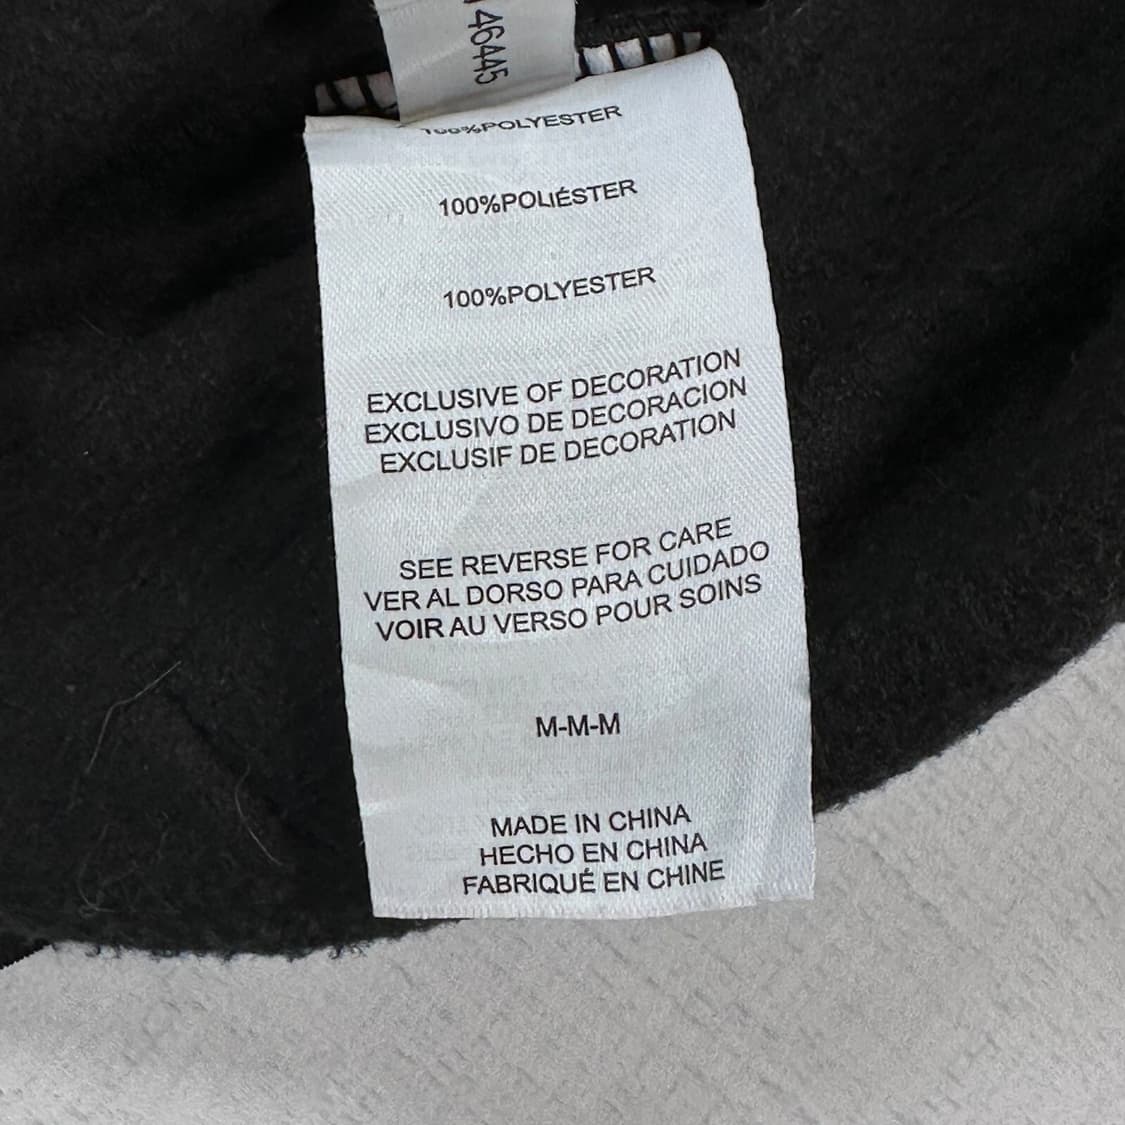 46445
100%POLYESTER
100%POLIÉSTER
100%POLYESTER
EXCLUSIVE OF DECORATION
EXCLUSIVO DE DECORACION
EXCLUSIF DE DECORATION
SEE REVERSE FOR CARE
VER AL DORSO PARA CUIDADO
VOIR AU VERSO POUR SOINS
M-M-M
MADE IN CHINA
HECHO EN CHINA
FABRIQUÉ EN CHINE